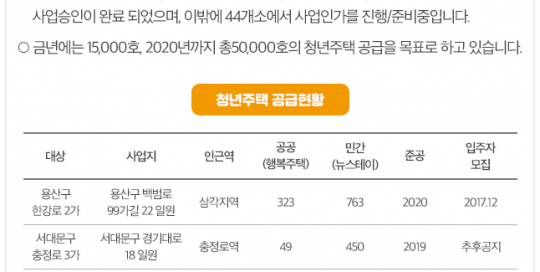 사업승인이 완료 되었으며, 이밖에 44개소에서 사업인가를 진행/준비중입니다.
○ 금년에는 15,000호, 2020년까지 총50,000호의 청년주택 공급을 목표로 하고 있습니다.
청년주택 공급현황
대상 사업지 인근역 공공 (행복주택) 민간 (뉴스테이) 준공 입주자 모집
용산구 한강로 2가 용산구 백범로 99가길 22 일원 삼각지역 323 763 2020 2017.12
서대문구 충정로 3가 서대문구 경기대로 18 일원 충정로역 49 450 2019 추후공지